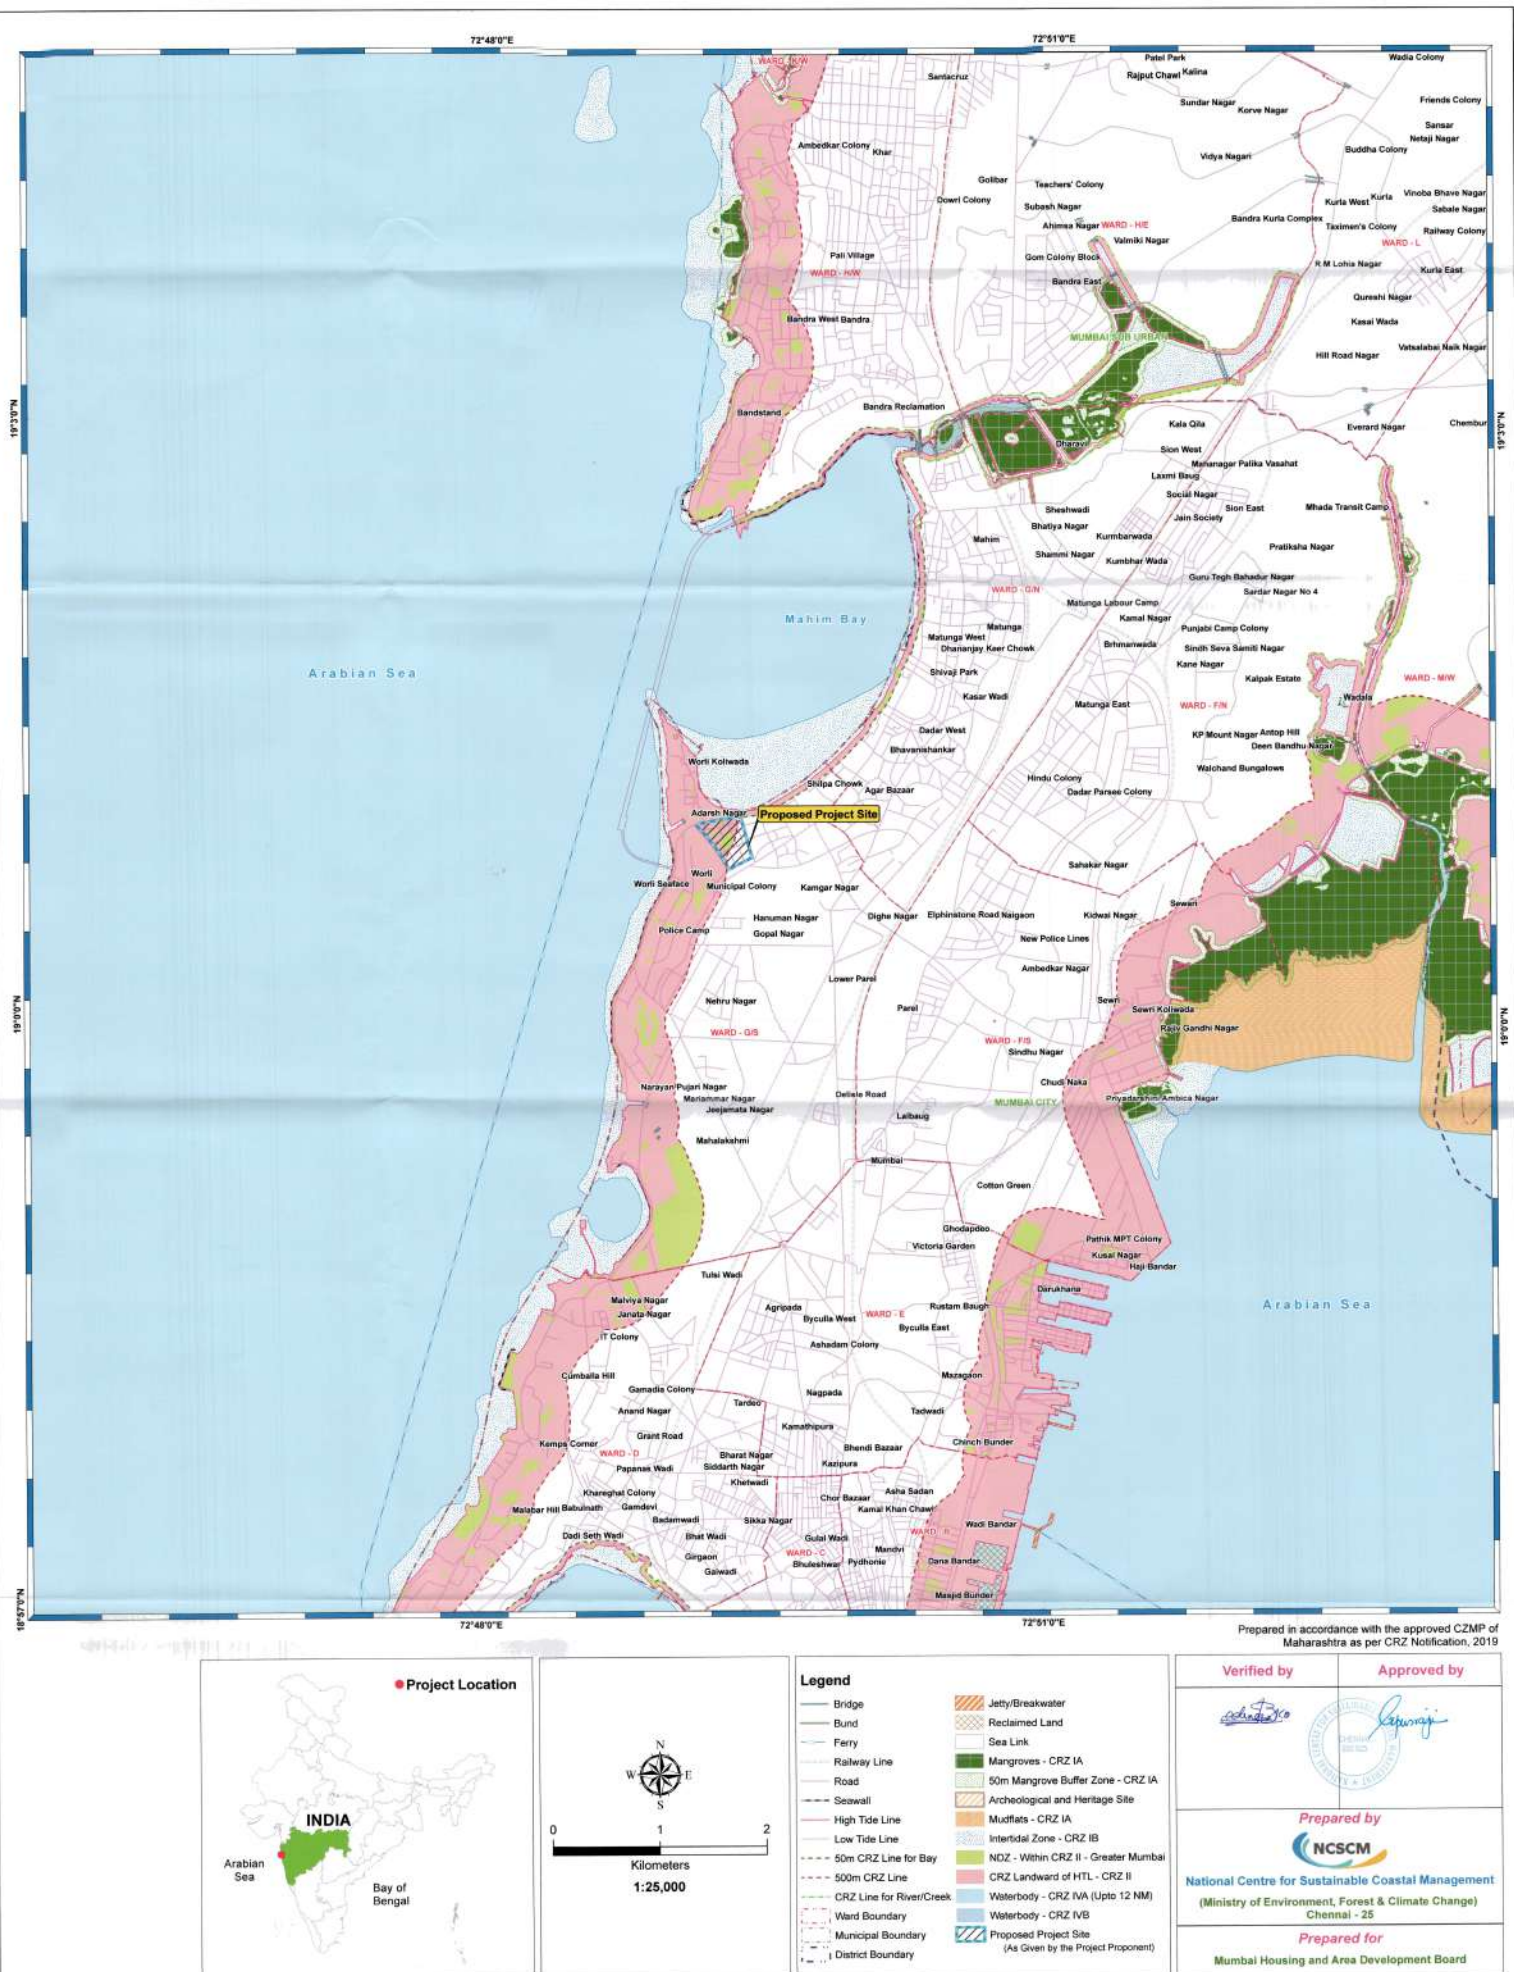 72°48'0"E
72°51'0"E
WARD - K/W
Santacruz
Patel Park
Wadia Colony
Rajput Chawl
Kalina
Sundar Nagar
Korve Nagar
Friends Colony
Sansar
Netaji Nagar
Ambedkar Colony
Khar
Vidya Nagari
Buddha Colony
Golibar
Teachers' Colony
Dowri Colony
Subash Nagar
Kurla West
Kurla
Vinoba Bhave Nagar
Sabale Nagar
Ahimsa Nagar
WARD - H/E
Bandra Kurla Complex
Taximen's Colony
Railway Colony
Valmiki Nagar
WARD - L
Pali Village
Gom Colony Block
R M Lohia Nagar
Kurla East
WARD - H/W
Bandra East
Qureshi Nagar
Bandra West
Bandra
Kasai Wada
MUMBAI SUB URBAN
Hill Road Nagar
Vatsalabai Naik Nagar
Bandstand
Bandra Reclamation
19°3'0"N
19°3'0"N
Kala Qila
Everard Nagar
Chembur
Dharavi
Sion West
Mananagar Palika Vasahat
Laxmi Baug
Social Nagar
Sheshwadi
Sion East
Mhada Transit Camp
Jain Society
Bhatiya Nagar
Mahim
Kurmbarwada
Pratiksha Nagar
Shammi Nagar
Kumbhar Wada
Guru Tegh Bahadur Nagar
WARD - G/N
Sardar Nagar No 4
Matunga Labour Camp
Mahim Bay
Kamal Nagar
Matunga
Punjabi Camp Colony
Matunga West
Dhananjay Keer Chowk
Brhmanwada
Sindh Seva Samiti Nagar
Arabian Sea
Shivaji Park
Kane Nagar
Kalpak Estate
WARD - M/W
Kasar Wadi
Matunga East
WARD - F/N
Wadala
Dadar West
KP Mount Nagar
Antop Hill
Bhavanishankar
Deen Bandhu Nagar
Worli Koliwada
Walchand Bungalows
Shilpa Chowk
Agar Bazaar
Hindu Colony
Dadar Parsee Colony
Adarsh Nagar
Proposed Project Site
Sahakar Nagar
Worli
Worli Seaface
Municipal Colony
Kamgar Nagar
Sewari
Hanuman Nagar
Dighe Nagar
Elphinstone Road
Naigaon
Kidwai Nagar
Police Camp
Gopal Nagar
New Police Lines
Lower Parel
Ambedkar Nagar
Nehru Nagar
Parel
Sewri
Sewri Koliwada
19°0'0"N
19°0'0"N
WARD - G/S
WARD - F/S
Rajiv Gandhi Nagar
Sindhu Nagar
Narayan Pujari Nagar
Chudi Naka
Mariammar Nagar
Delisle Road
Jeejamata Nagar
Lalbaug
MUMBAI CITY
Priyadarshini
Ambica Nagar
Mahalakshmi
Mumbai
Cotton Green
Ghodapdeo
Victoria Garden
Pathik MPT Colony
Kusal Nagar
Haji Bandar
Tulsi Wadi
Darukhana
Malviya Nagar
Janata Nagar
Agripada
Byculla West
WARD - E
Rustam Baugh
Arabian Sea
IT Colony
Byculla East
Ashadam Colony
Cumballa Hill
Gamadia Colony
Nagpada
Mazagaon
Anand Nagar
Tardeo
Tadwadi
Kamathipura
Grant Road
Kemps Corner
WARD - D
Bharat Nagar
Bhendi Bazaar
Chinch Bunder
Papanas Wadi
Siddarth Nagar
Kazipura
Khetwadi
Khareghat Colony
Chor Bazaar
Asha Sadan
Malabar Hill
Babulnath
Gamdevi
Kamal Khan Chawl
Badamwadi
Sikka Nagar
Wadi Bandar
Dadi Seth Wadi
Bhat Wadi
Gulal Wadi
WARD - B
Girgaon
WARD - C
Mandvi
Bhuleshwar
Pydhonie
Dana Bandar
Gaiwadi
Masjid Bunder
18°57'0"N
72°48'0"E
72°51'0"E
Prepared in accordance with the approved CZMP of
Maharashtra as per CRZ Notification, 2019
Project Location
INDIA
Arabian
Sea
Bay of
Bengal
N
W
E
S
0
1
2
Kilometers
1:25,000
Legend
Bridge
Bund
Ferry
Railway Line
Road
Seawall
High Tide Line
Low Tide Line
50m CRZ Line for Bay
500m CRZ Line
CRZ Line for River/Creek
Ward Boundary
Municipal Boundary
District Boundary
Jetty/Breakwater
Reclaimed Land
Sea Link
Mangroves - CRZ IA
50m Mangrove Buffer Zone - CRZ IA
Archeological and Heritage Site
Mudflats - CRZ IA
Intertidal Zone - CRZ IB
NDZ - Within CRZ II - Greater Mumbai
CRZ Landward of HTL - CRZ II
Waterbody - CRZ IVA (Upto 12 NM)
Waterbody - CRZ IVB
Proposed Project Site
(As Given by the Project Proponent)
Verified by
Approved by
Prepared by
NCSCM
National Centre for Sustainable Coastal Management
(Ministry of Environment, Forest & Climate Change)
Chennai - 25
Prepared for
Mumbai Housing and Area Development Board